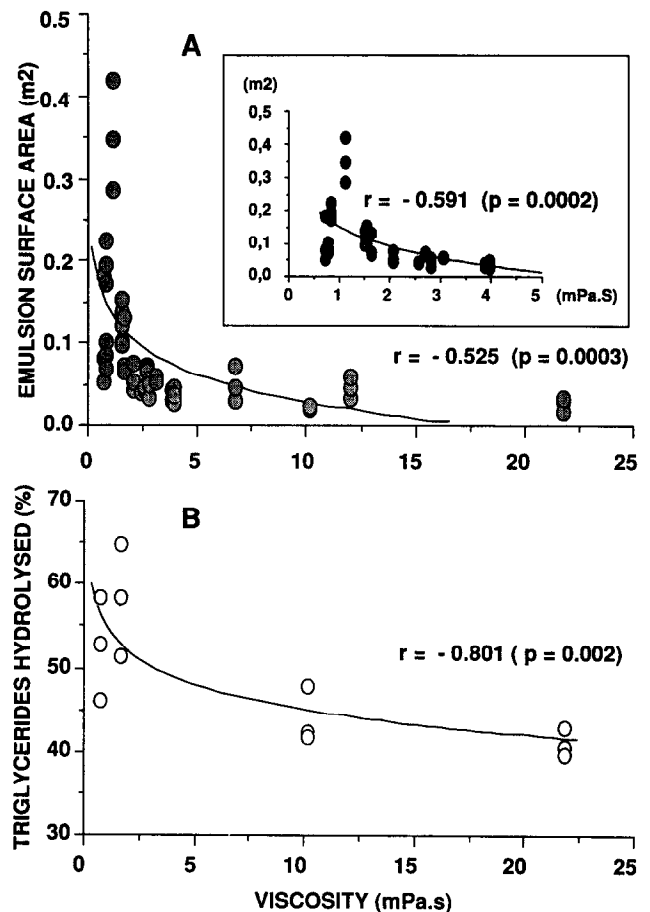 0.5
A
EMULSION SURFACE AREA (m2)
0.4
0.3
0.2
0.1
0.0
(m2)
0,5
0,4
0,3
0,2
0,1
0,0
r = - 0.591 (p = 0.0002)
0 1 2 3 4 5 (mPa.S)
r = - 0.525 (p = 0.0003)
0 5 10 15 20 25
70
B
TRIGLYCERIDES HYDROLYSED (%)
60
50
40
30
r = - 0.801 ( p = 0.002)
0 5 10 15 20 25
VISCOSITY (mPa.s)